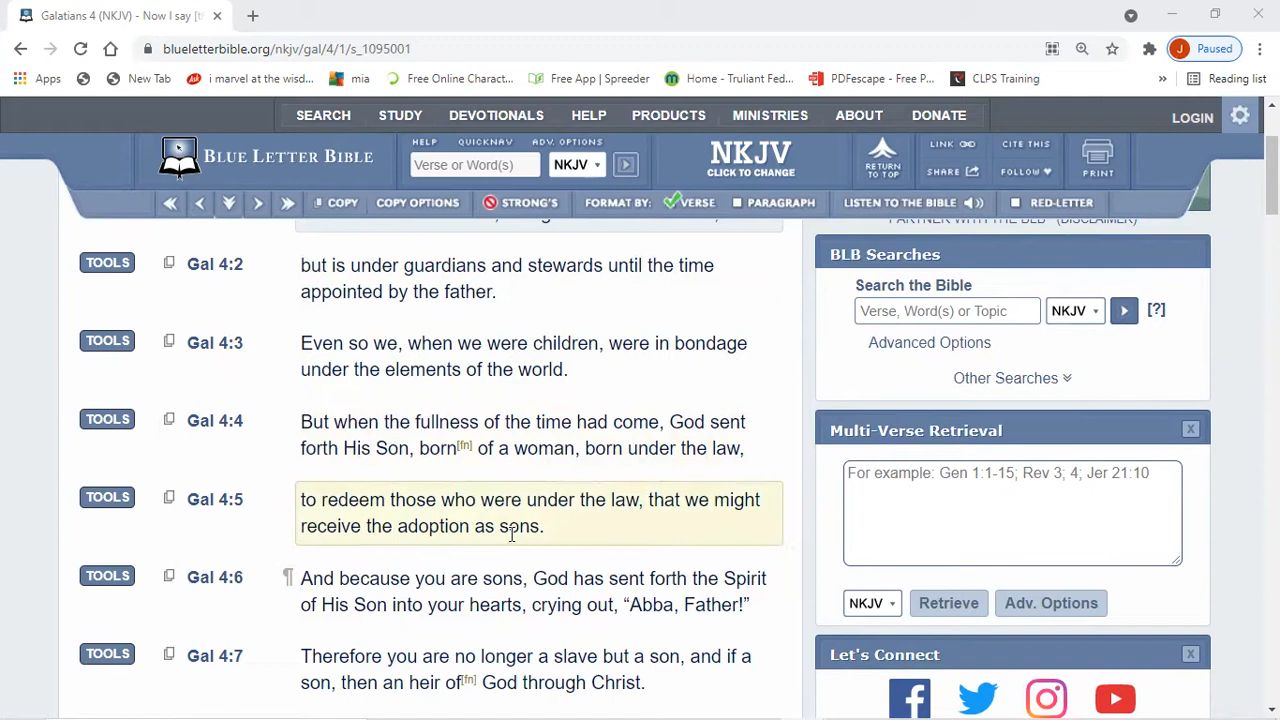 Galatians 4 (NKJV) - Now I say [t
blueletterbible.org/nkjv/gal/4/1/s_1095001
J Paused
Apps New Tab i marvel at the wisd... mia Free Online Charact... Free App | Spreeder Home - Truliant Fed... PDFescape - Free P... CLPS Training » Reading list
SEARCH STUDY DEVOTIONALS HELP PRODUCTS MINISTRIES ABOUT DONATE LOGIN
HELP QUICKNAV ADV. OPTIONS
BLUE LETTER BIBLE Verse or Word(s) NKJV
NKJV
CLICK TO CHANGE
RETURN
TO TOP
LINK CITE THIS
SHARE FOLLOW
PRINT
COPY COPY OPTIONS STRONG'S FORMAT BY: VERSE PARAGRAPH LISTEN TO THE BIBLE RED-LETTER
PARTNER WITH THE BLB (DISCLAIMER)
TOOLS Gal 4:2 but is under guardians and stewards until the time
appointed by the father.
TOOLS Gal 4:3 Even so we, when we were children, were in bondage
under the elements of the world.
TOOLS Gal 4:4 But when the fullness of the time had come, God sent
forth His Son, born[fn] of a woman, born under the law,
TOOLS Gal 4:5 to redeem those who were under the law, that we might
receive the adoption as sons.
TOOLS Gal 4:6 ¶ And because you are sons, God has sent forth the Spirit
of His Son into your hearts, crying out, “Abba, Father!”
TOOLS Gal 4:7 Therefore you are no longer a slave but a son, and if a
son, then an heir of[fn] God through Christ.
BLB Searches
Search the Bible
Verse, Word(s) or Topic NKJV [?]
Advanced Options
Other Searches
Multi-Verse Retrieval X
For example: Gen 1:1-15; Rev 3; 4; Jer 21:10
NKJV Retrieve Adv. Options
Let's Connect X